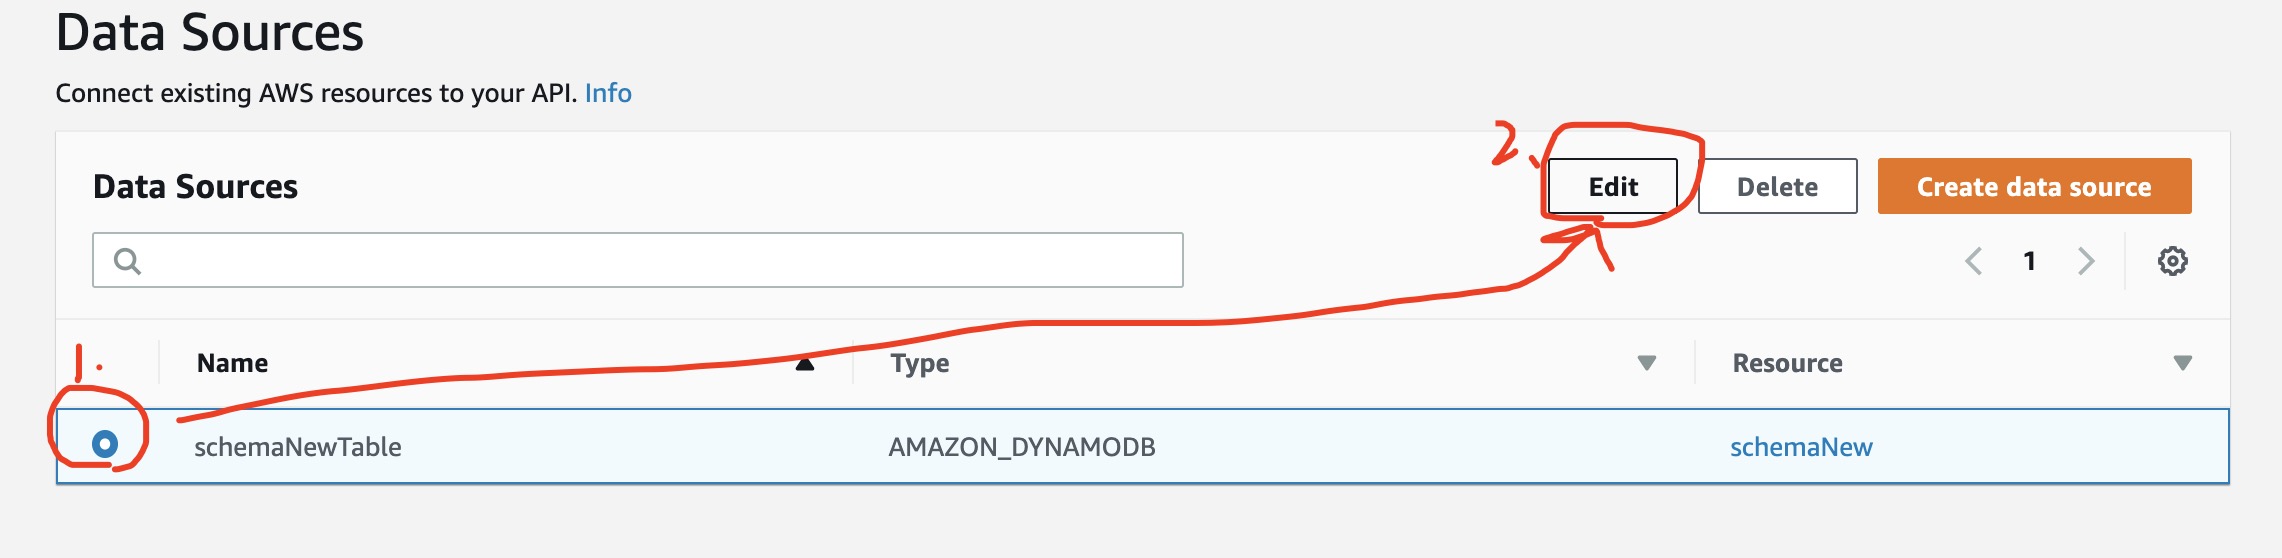 Data Sources
Connect existing AWS resources to your API. Info
2.
Data Sources
Edit
Delete
Create data source
1
1.
Name
Type
Resource
schemaNewTable
AMAZON_DYNAMODB
schemaNew